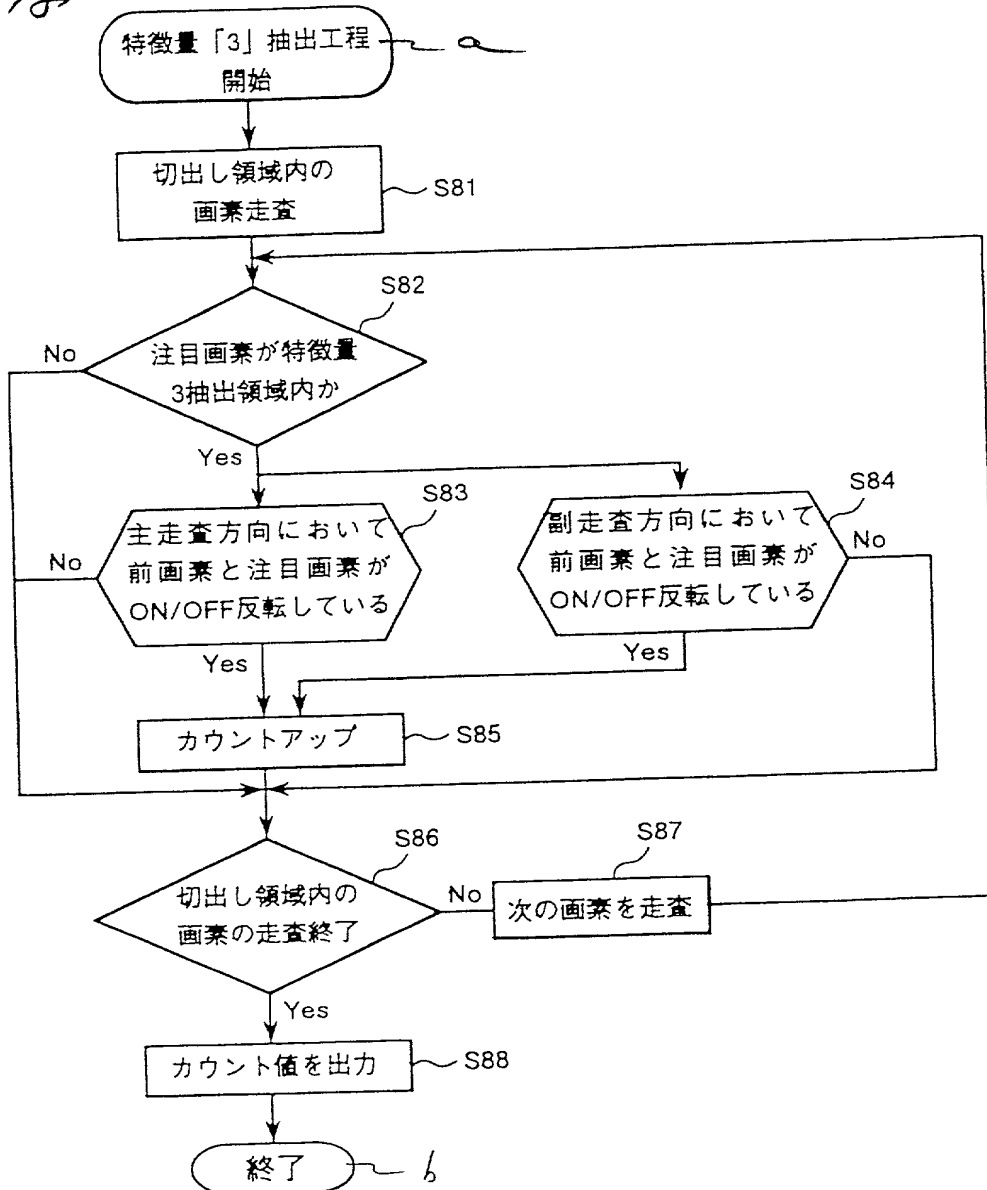 特徴量「3」抽出工程
開始
a
切出し領域内の
画素走査
S81
S82
注目画素が特徴量
3抽出領域内か
No
Yes
S83
主走査方向において
前画素と注目画素が
ON/OFF反転している
No
Yes
S84
副走査方向において
前画素と注目画素が
ON/OFF反転している
No
Yes
カウントアップ
S85
S86
切出し領域内の
画素の走査終了
No
S87
次の画素を走査
Yes
カウント値を出力
S88
終了
b